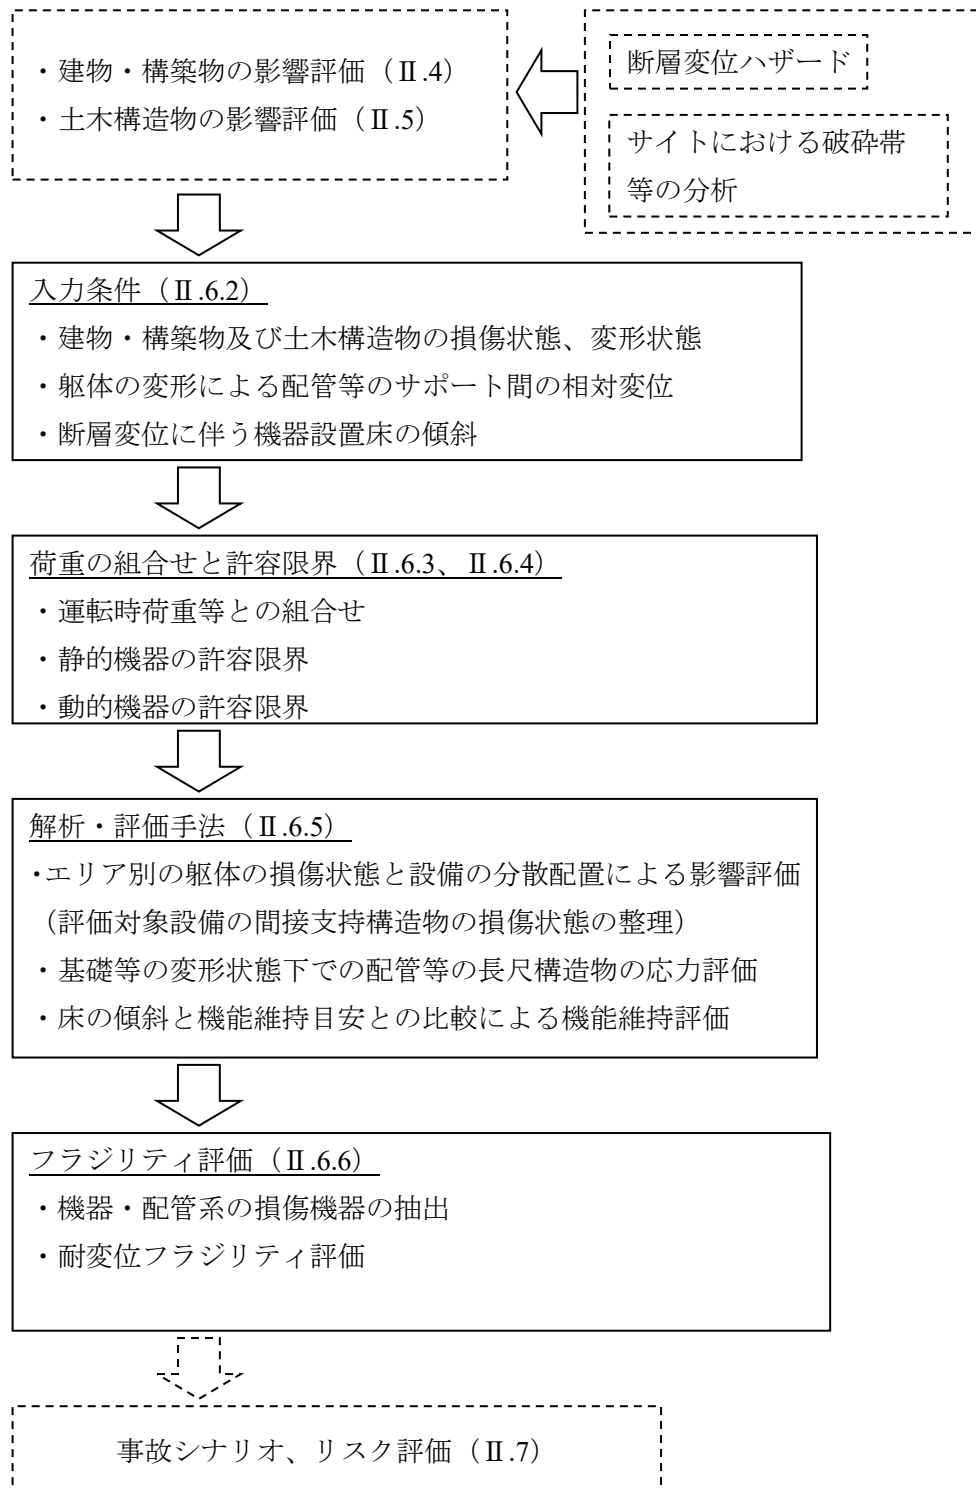 ・建物・構築物の影響評価（Ⅱ.4）
・土木構造物の影響評価（Ⅱ.5）
断層変位ハザード
サイトにおける破砕帯
等の分析
入力条件（Ⅱ.6.2）
・建物・構築物及び土木構造物の損傷状態、変形状態
・躯体の変形による配管等のサポート間の相対変位
・断層変位に伴う機器設置床の傾斜
荷重の組合せと許容限界（Ⅱ.6.3、Ⅱ.6.4）
・運転時荷重等との組合せ
・静的機器の許容限界
・動的機器の許容限界
解析・評価手法（Ⅱ.6.5）
・エリア別の躯体の損傷状態と設備の分散配置による影響評価
（評価対象設備の間接支持構造物の損傷状態の整理）
・基礎等の変形状態下での配管等の長尺構造物の応力評価
・床の傾斜と機能維持目安との比較による機能維持評価
フラジリティ評価（Ⅱ.6.6）
・機器・配管系の損傷機器の抽出
・耐変位フラジリティ評価
事故シナリオ、リスク評価（Ⅱ.7）